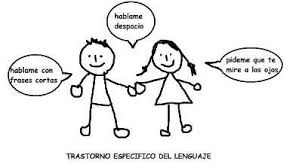 hablame
despacio
hablame con
frases cortas
pideme que te
mire a los ojos
TRASTORNO ESPECIFICO DEL LENGUAJE